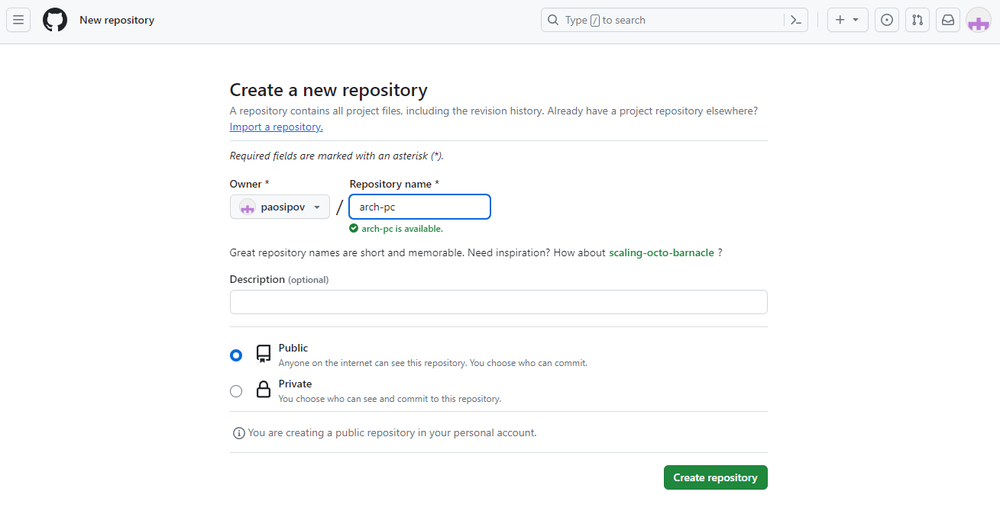 New repository
Type / to search
Create a new repository
A repository contains all project files, including the revision history. Already have a project repository elsewhere?
Import a repository.
Required fields are marked with an asterisk (*).
Owner * Repository name *
paosipov / arch-pc
arch-pc is available.
Great repository names are short and memorable. Need inspiration? How about scaling-octo-barnacle ?
Description (optional)
Public
Anyone on the internet can see this repository. You choose who can commit.
Private
You choose who can see and commit to this repository.
You are creating a public repository in your personal account.
Create repository